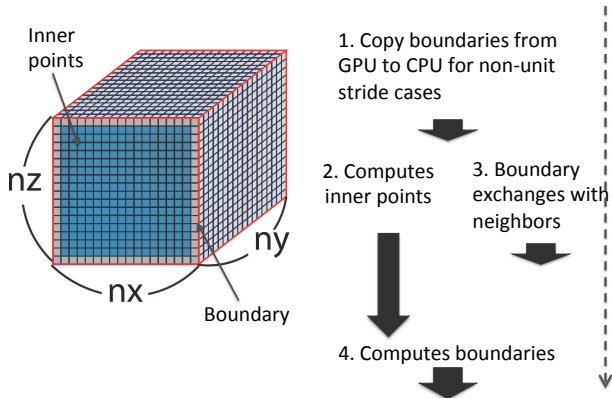 Inner
points
nz
nx
ny
Boundary
1. Copy boundaries from
GPU to CPU for non-unit
stride cases
2. Computes
inner points
3. Boundary
exchanges with
neighbors
4. Computes boundaries